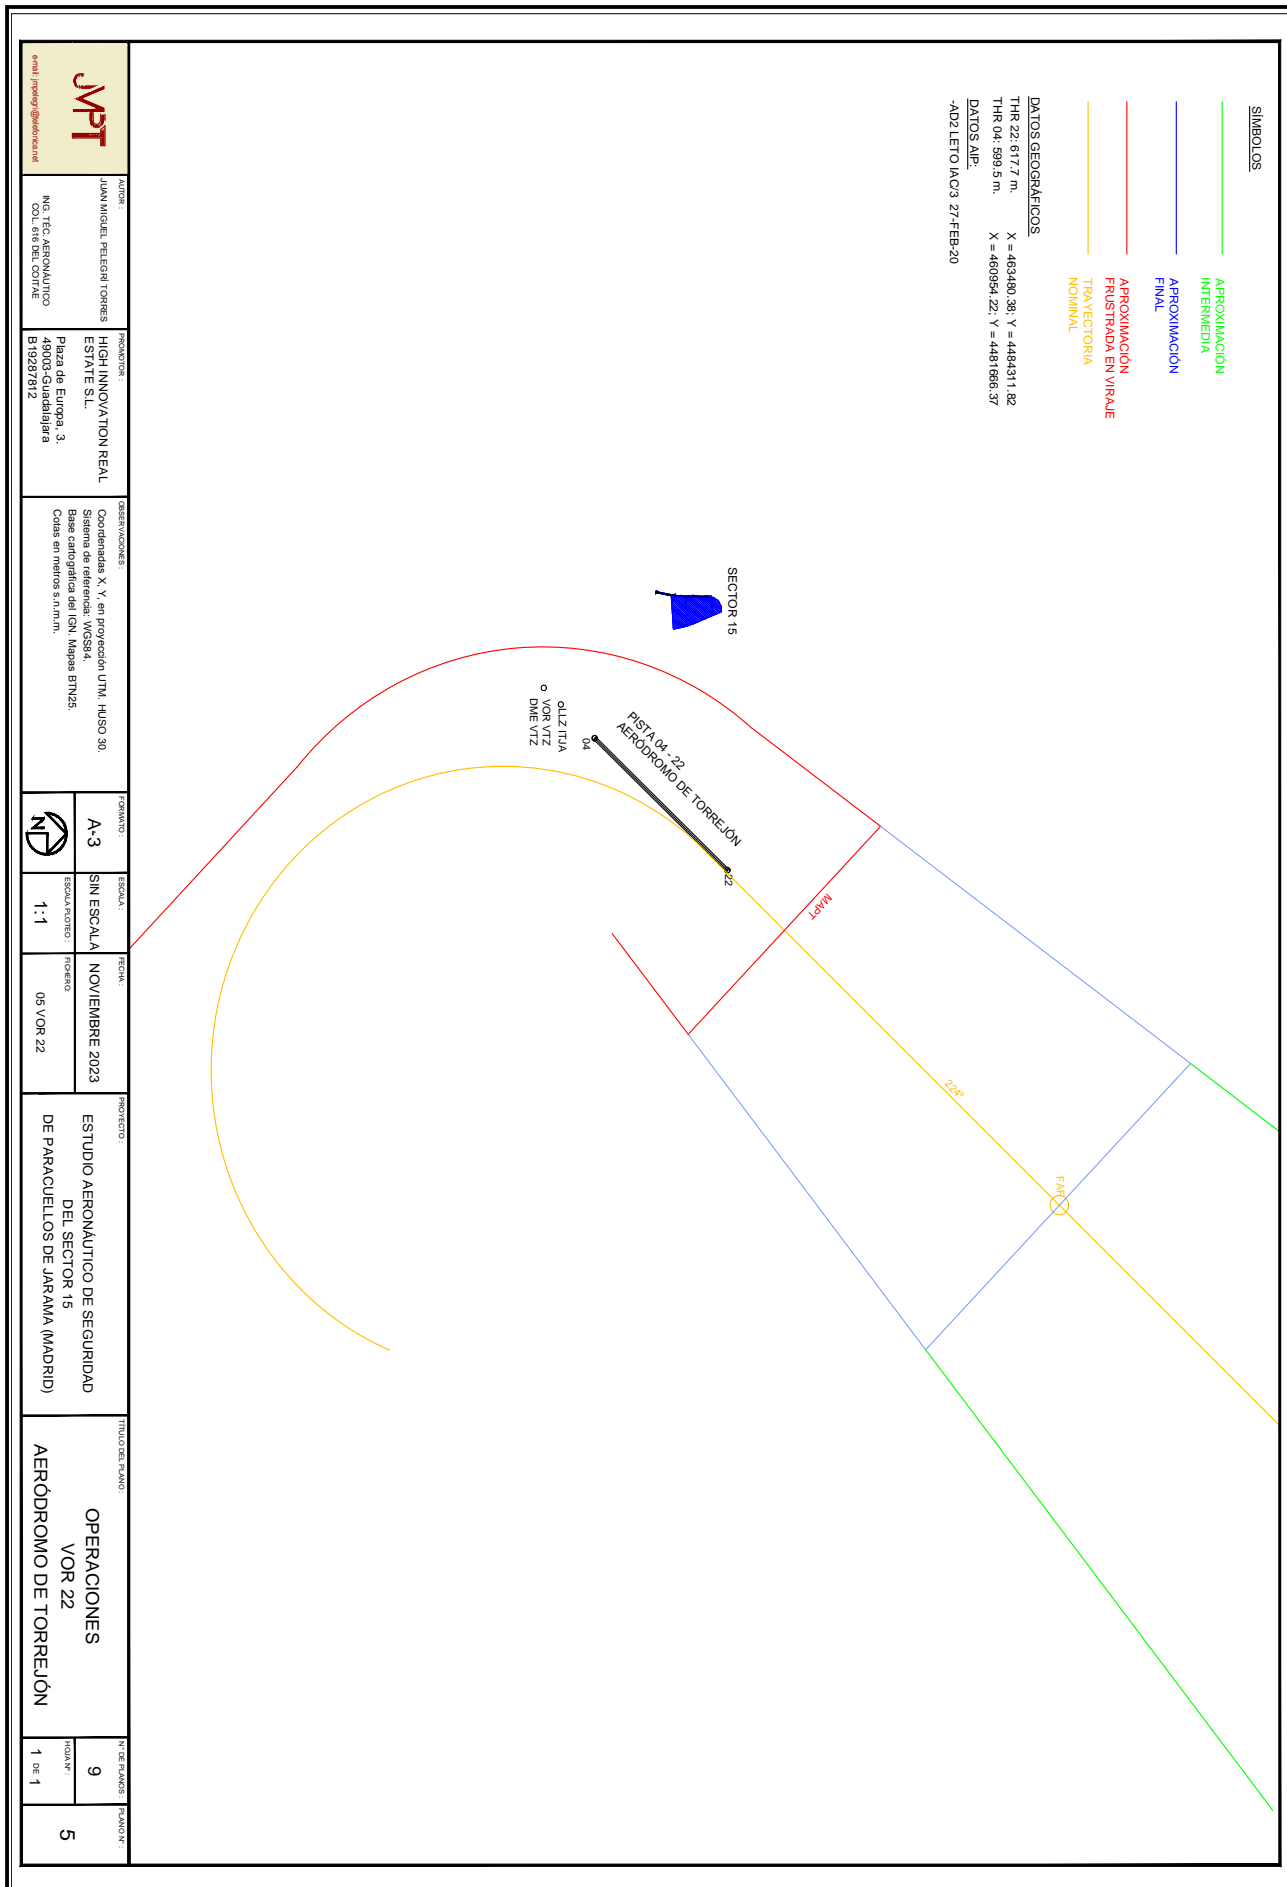 SÍMBOLOS
APROXIMACIÓN
INTERMEDIA
APROXIMACIÓN
FINAL
APROXIMACIÓN
FRUSTRADA EN VIRAJE
TRAYECTORIA
NOMINAL
DATOS GEOGRÁFICOS
THR 22: 617.7 m. X = 463480.38; Y = 4484311.82
THR 04: 599.5 m. X = 460954.22; Y = 4481666.37
DATOS AIP:
-AD2 LETO IAC/3 27-FEB-20
SECTOR 15
PISTA 04 - 22
AERÓDROMO DE TORREJÓN
04
22
LLZ ITJA
VOR VTZ
DME VTZ
MAPT
224º
FAF
JMPT
e-mail: jmpelegri@telefonica.net
AUTOR :
JUAN MIGUEL PELEGRÍ TORRES
ING. TÉC. AERONÁUTICO
COL. 616 DEL COITAE
PROMOTOR :
HIGH INNOVATION REAL
ESTATE S.L.
Plaza de Europa, 3.
49003-Guadalajara
B19287812
OBSERVACIONES :
Coordenadas X, Y, en proyección UTM. HUSO 30.
Sistema de referencia: WGS84.
Base cartográfica del IGN. Mapas BTN25.
Cotas en metros s.n.m.m.
FORMATO :
A-3
N
ESCALA :
SIN ESCALA
ESCALA PLOTEO :
1:1
FECHA :
NOVIEMBRE 2023
FICHERO:
05 VOR 22
PROYECTO :
ESTUDIO AERONÁUTICO DE SEGURIDAD
DEL SECTOR 15
DE PARACUELLOS DE JARAMA (MADRID)
TÍTULO DEL PLANO :
OPERACIONES
VOR 22
AERÓDROMO DE TORREJÓN
Nº DE PLANOS :
9
HOJA Nº :
1 DE 1
PLANO Nº :
5